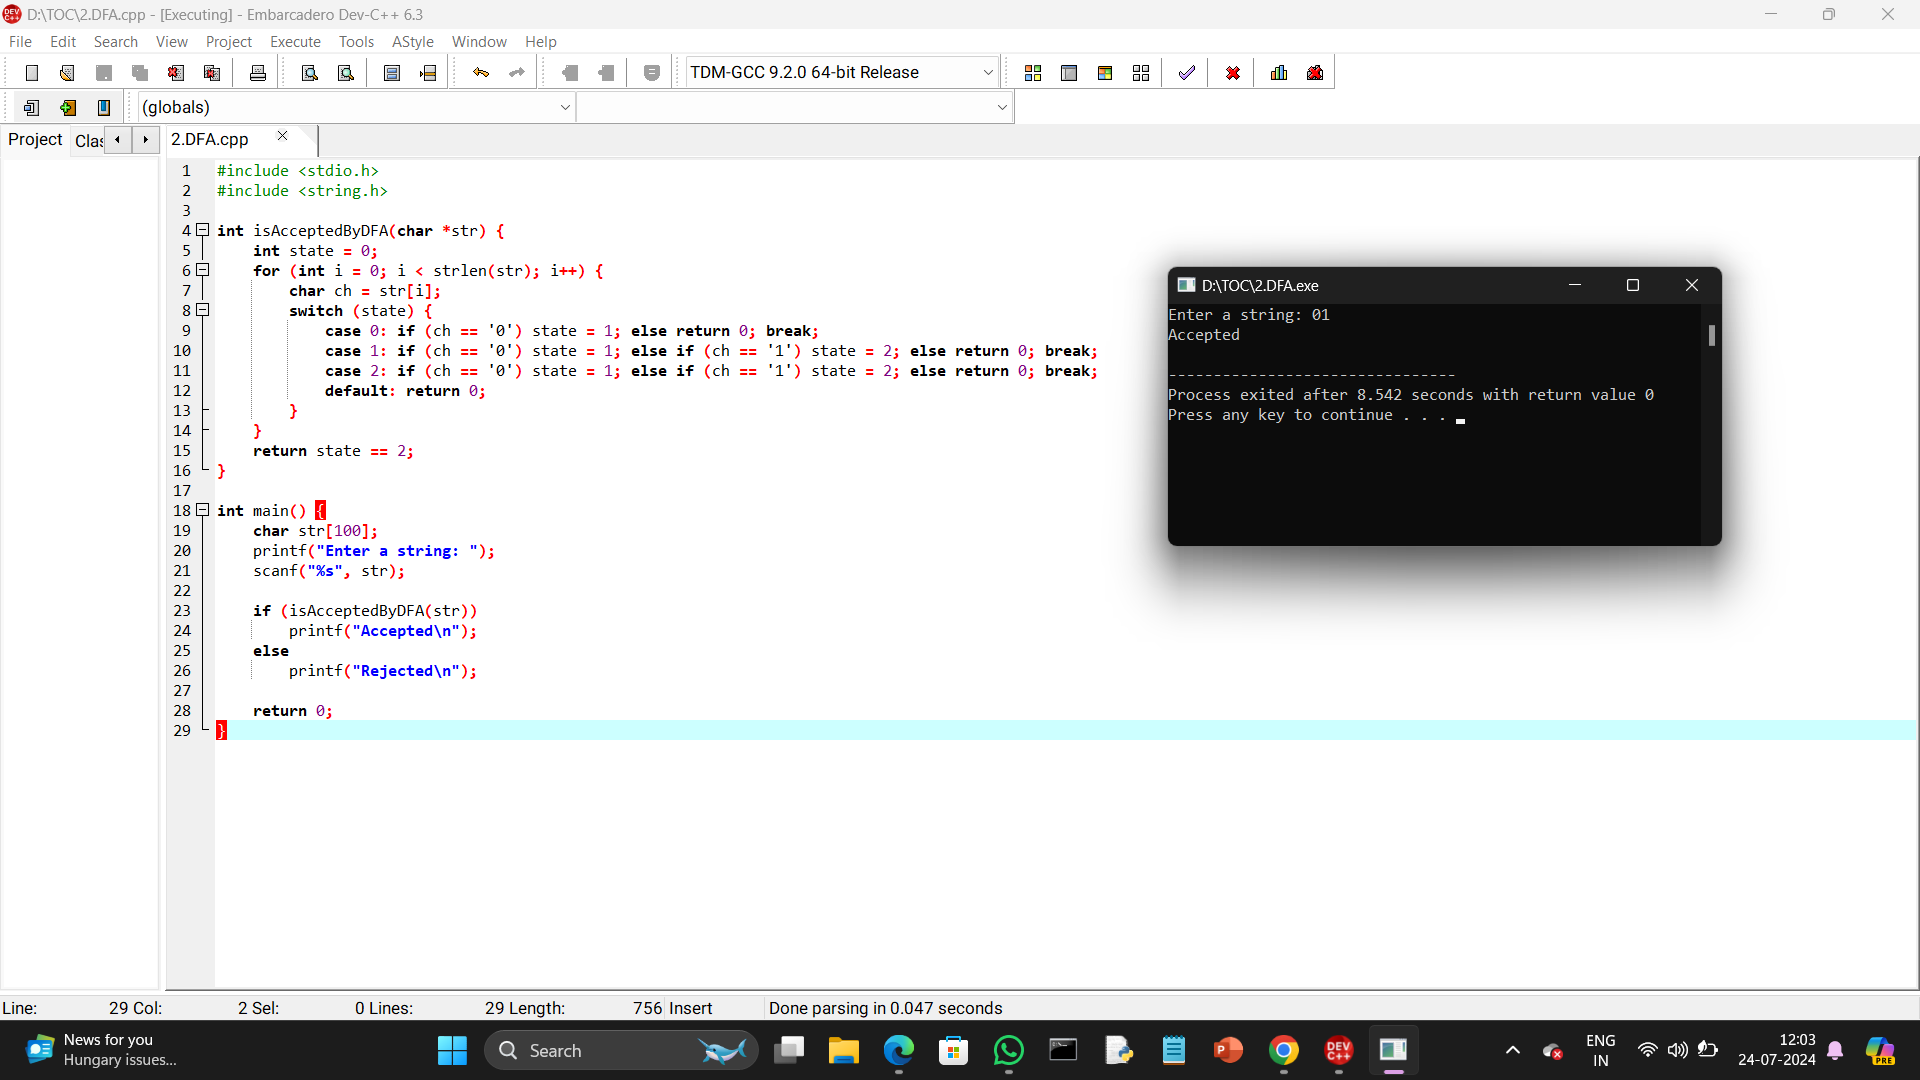 D:\TOC\2.DFA.cpp - [Executing] - Embarcadero Dev-C++ 6.3
File Edit Search View Project Execute Tools AStyle Window Help
TDM-GCC 9.2.0 64-bit Release
(globals)
Project Clas 2.DFA.cpp
1 #include <stdio.h>
2 #include <string.h>
3
4 int isAcceptedByDFA(char *str) {
5 int state = 0;
6 for (int i = 0; i < strlen(str); i++) {
7 char ch = str[i];
8 switch (state) {
9 case 0: if (ch == '0') state = 1; else return 0; break;
10 case 1: if (ch == '0') state = 1; else if (ch == '1') state = 2; else return 0; break;
11 case 2: if (ch == '0') state = 1; else if (ch == '1') state = 2; else return 0; break;
12 default: return 0;
13 }
14 }
15 return state == 2;
16 }
17
18 int main() {
19 char str[100];
20 printf("Enter a string: ");
21 scanf("%s", str);
22
23 if (isAcceptedByDFA(str))
24 printf("Accepted\n");
25 else
26 printf("Rejected\n");
27
28 return 0;
29 }
D:\TOC\2.DFA.exe
Enter a string: 01
Accepted
--------------------------------
Process exited after 8.542 seconds with return value 0
Press any key to continue . . .
Line: 29 Col: 2 Sel: 0 Lines: 29 Length: 756 Insert Done parsing in 0.047 seconds
News for you
Hungary issues...
Search
DEV C++
ENG
IN
12:03
24-07-2024
PRE